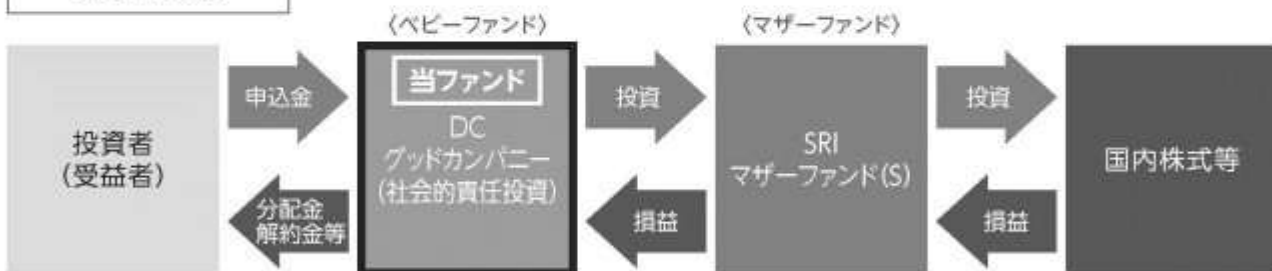 〈ベビーファンド〉
〈マザーファンド〉
投資者
（受益者）
申込金
分配金
解約金等
当ファンド
DC
グッドカンパニー
（社会的責任投資）
投資
損益
SRI
マザーファンド（S）
投資
損益
国内株式等